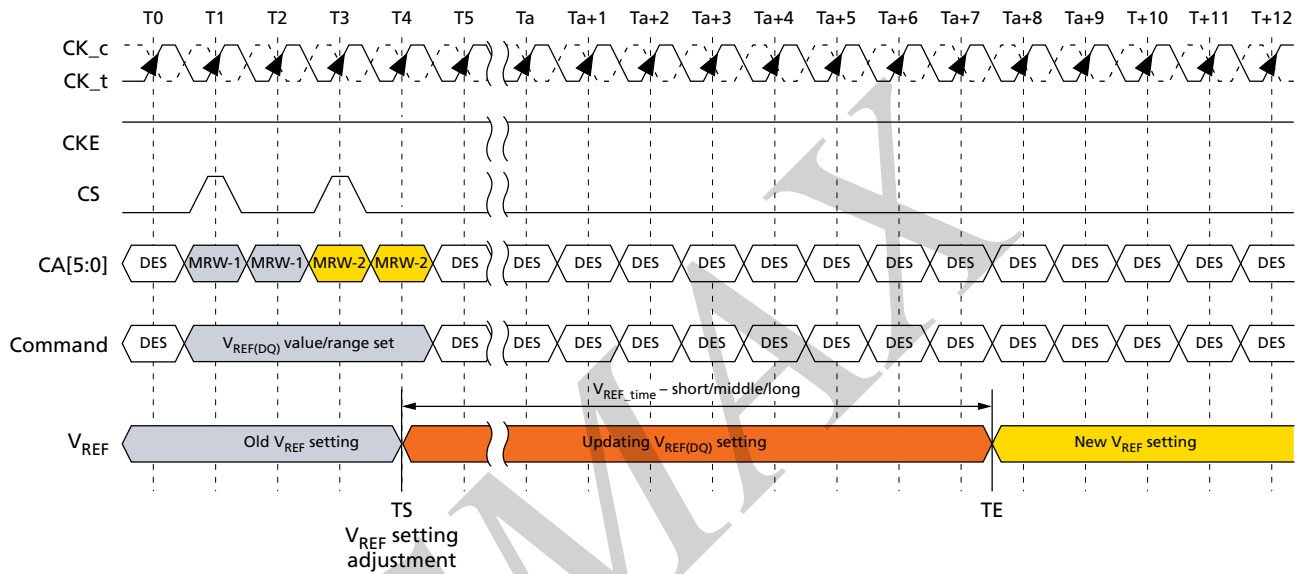 T0 T1 T2 T3 T4 T5 Ta Ta+1 Ta+2 Ta+3 Ta+4 Ta+5 Ta+6 Ta+7 Ta+8 Ta+9 T+10 T+11 T+12
CK_c
CK_t
CKE
CS
CA[5:0] DES MRW-1 MRW-1 MRW-2 MRW-2 DES DES DES DES DES DES DES DES DES DES DES DES DES DES
Command DES VREF(DQ) value/range set DES DES DES DES DES DES DES DES DES DES DES DES DES DES
VREF_time – short/middle/long
VREF Old VREF setting Updating VREF(DQ) setting New VREF setting
TS TE
VREF setting
adjustment
MAX